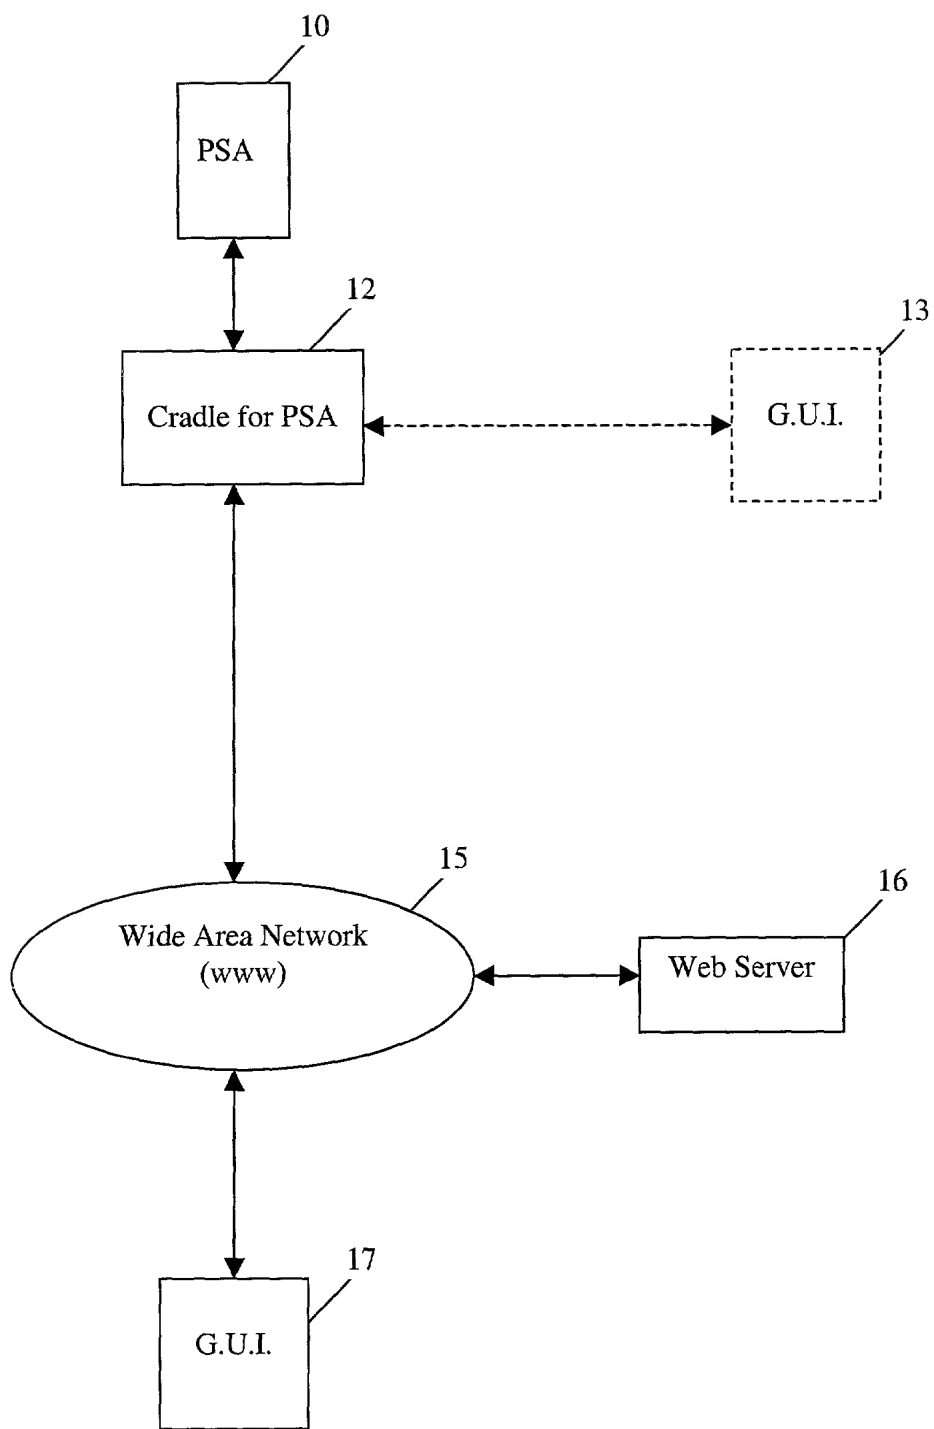 10
PSA
12
Cradle for PSA
13
G.U.I.
15
Wide Area Network
(www)
16
Web Server
17
G.U.I.